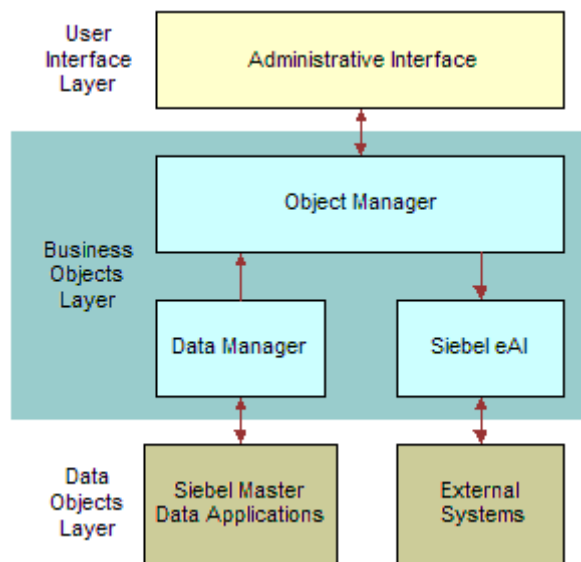 User
Interface
Layer
Administrative Interface
Object Manager
Business
Objects
Layer
Data Manager
Siebel eAI
Data
Objects
Layer
Siebel Master
Data Applications
External
Systems